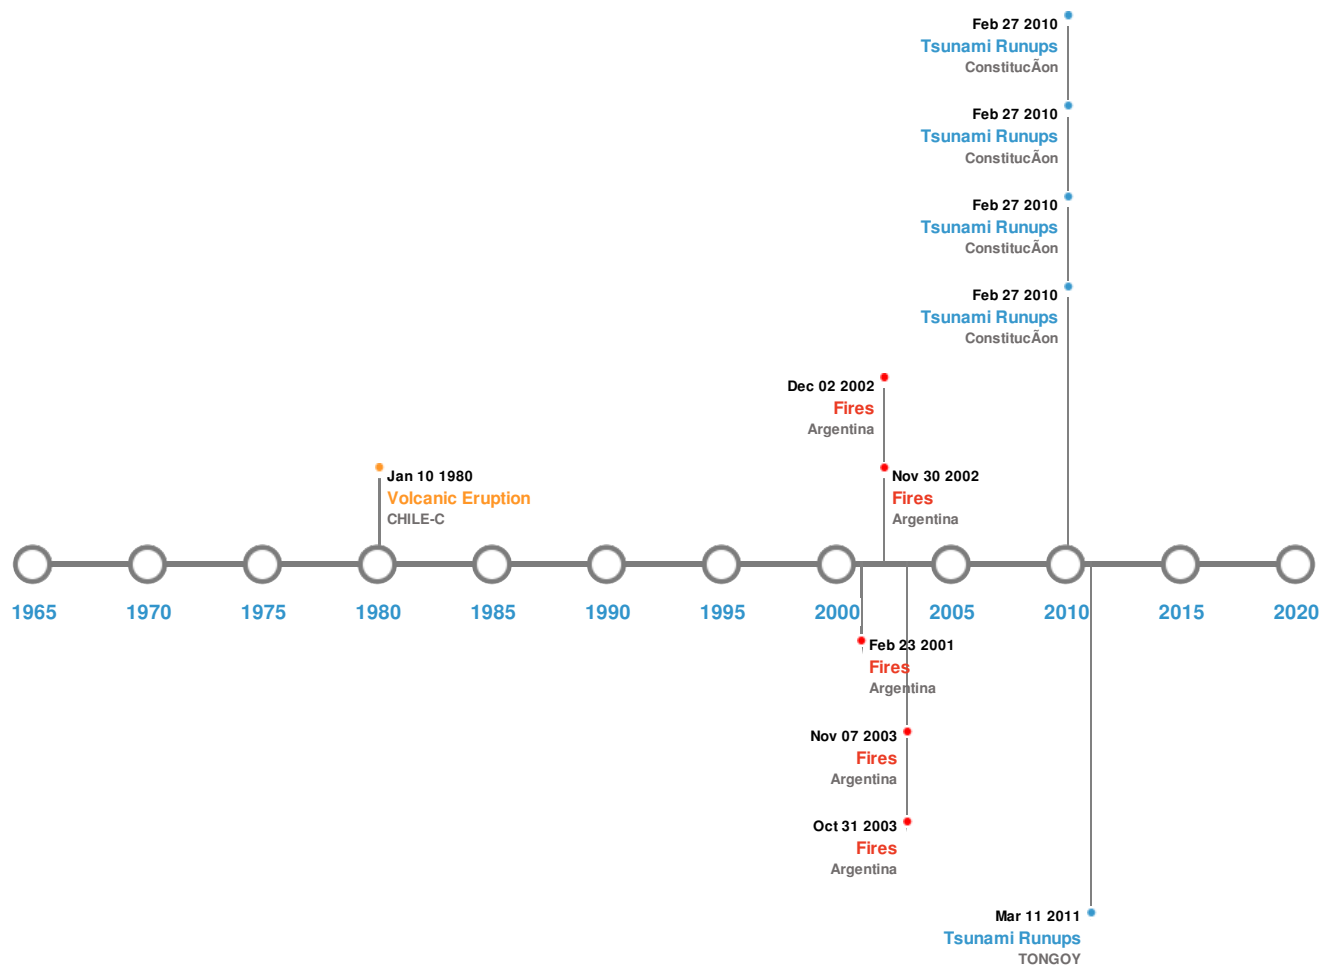 Feb 27 2010
Tsunami Runups
ConstitucÃon
Feb 27 2010
Tsunami Runups
ConstitucÃon
Feb 27 2010
Tsunami Runups
ConstitucÃon
Feb 27 2010
Tsunami Runups
ConstitucÃon
Dec 02 2002
Fires
Argentina
Jan 10 1980
Volcanic Eruption
CHILE-C
Nov 30 2002
Fires
Argentina
1965 1970 1975 1980 1985 1990 1995 2000 2005 2010 2015 2020
Feb 23 2001
Fires
Argentina
Nov 07 2003
Fires
Argentina
Oct 31 2003
Fires
Argentina
Mar 11 2011
Tsunami Runups
TONGOY